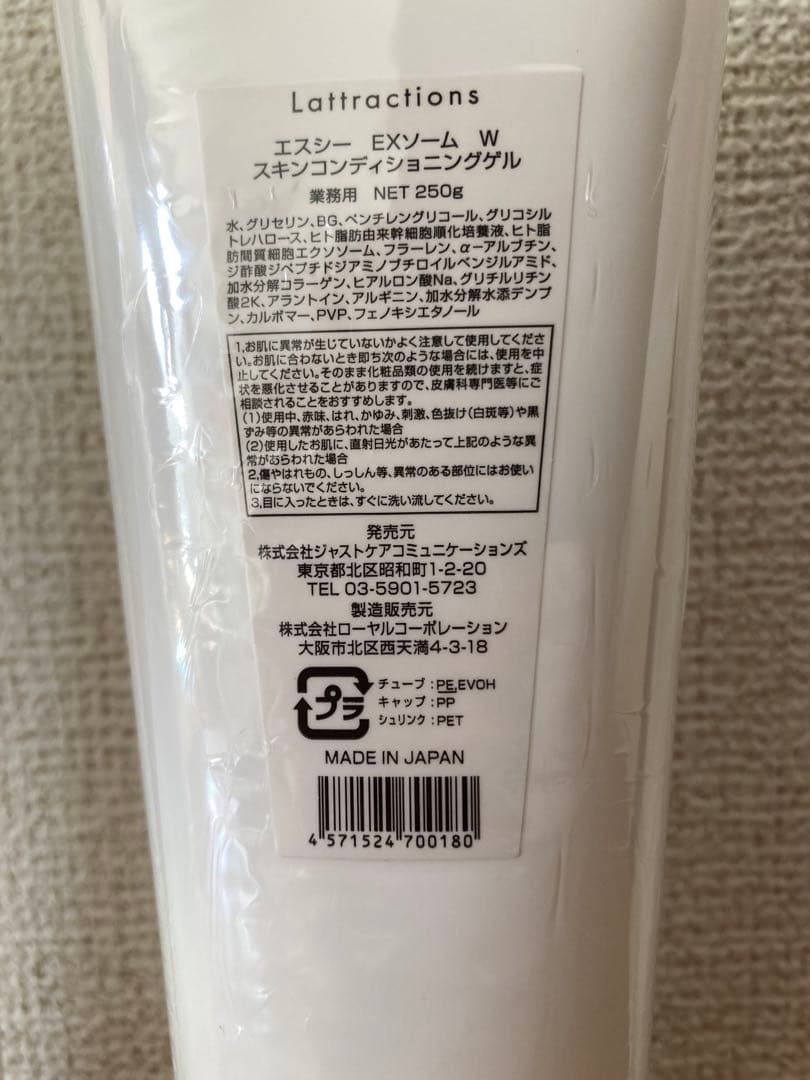 Lattractions
エスシー EXソーム W
スキンコンディショニングゲル
業務用 NET 250g
水、グリセリン、BG、ペンチレングリコール、グリコシル
トレハロース、ヒト脂肪由来幹細胞順化培養液、ヒト脂
肪間質細胞エクソソーム、フラーレン、α-アルブチン、
ジ酢酸ジペプチドジアミノブチロイルベンジルアミド、
加水分解コラーゲン、ヒアルロン酸Na、グリチルリチン
酸2K、アラントイン、アルギニン、加水分解水添デンプ
ン、カルボマー、PVP、フェノキシエタノール
1,お肌に異常が生じていないかよく注意して使用してくださ
い。お肌に合わないとき即ち次のような場合には、使用を中
止してください。そのまま化粧品類の使用を続けますと、症
状を悪化させることがありますので、皮膚科専門医等にご
相談されることをおすすめします。
(1)使用中、赤味、はれ、かゆみ、刺激、色抜け(白斑等)や黒
ずみ等の異常があらわれた場合
(2)使用したお肌に、直射日光があたって上記のような異
常があらわれた場合
2,傷やはれもの、しっしん等、異常のある部位にはお使い
にならないでください。
3,目に入ったときは、すぐに洗い流してください。
発売元
株式会社ジャストケアコミュニケーションズ
東京都北区昭和町1-2-20
TEL 03-5901-5723
製造販売元
株式会社ローヤルコーポレーション
大阪市北区西天満4-3-18
プラ
チューブ:PE,EVOH
キャップ:PP
シュリンク:PET
MADE IN JAPAN
4 571524 700180